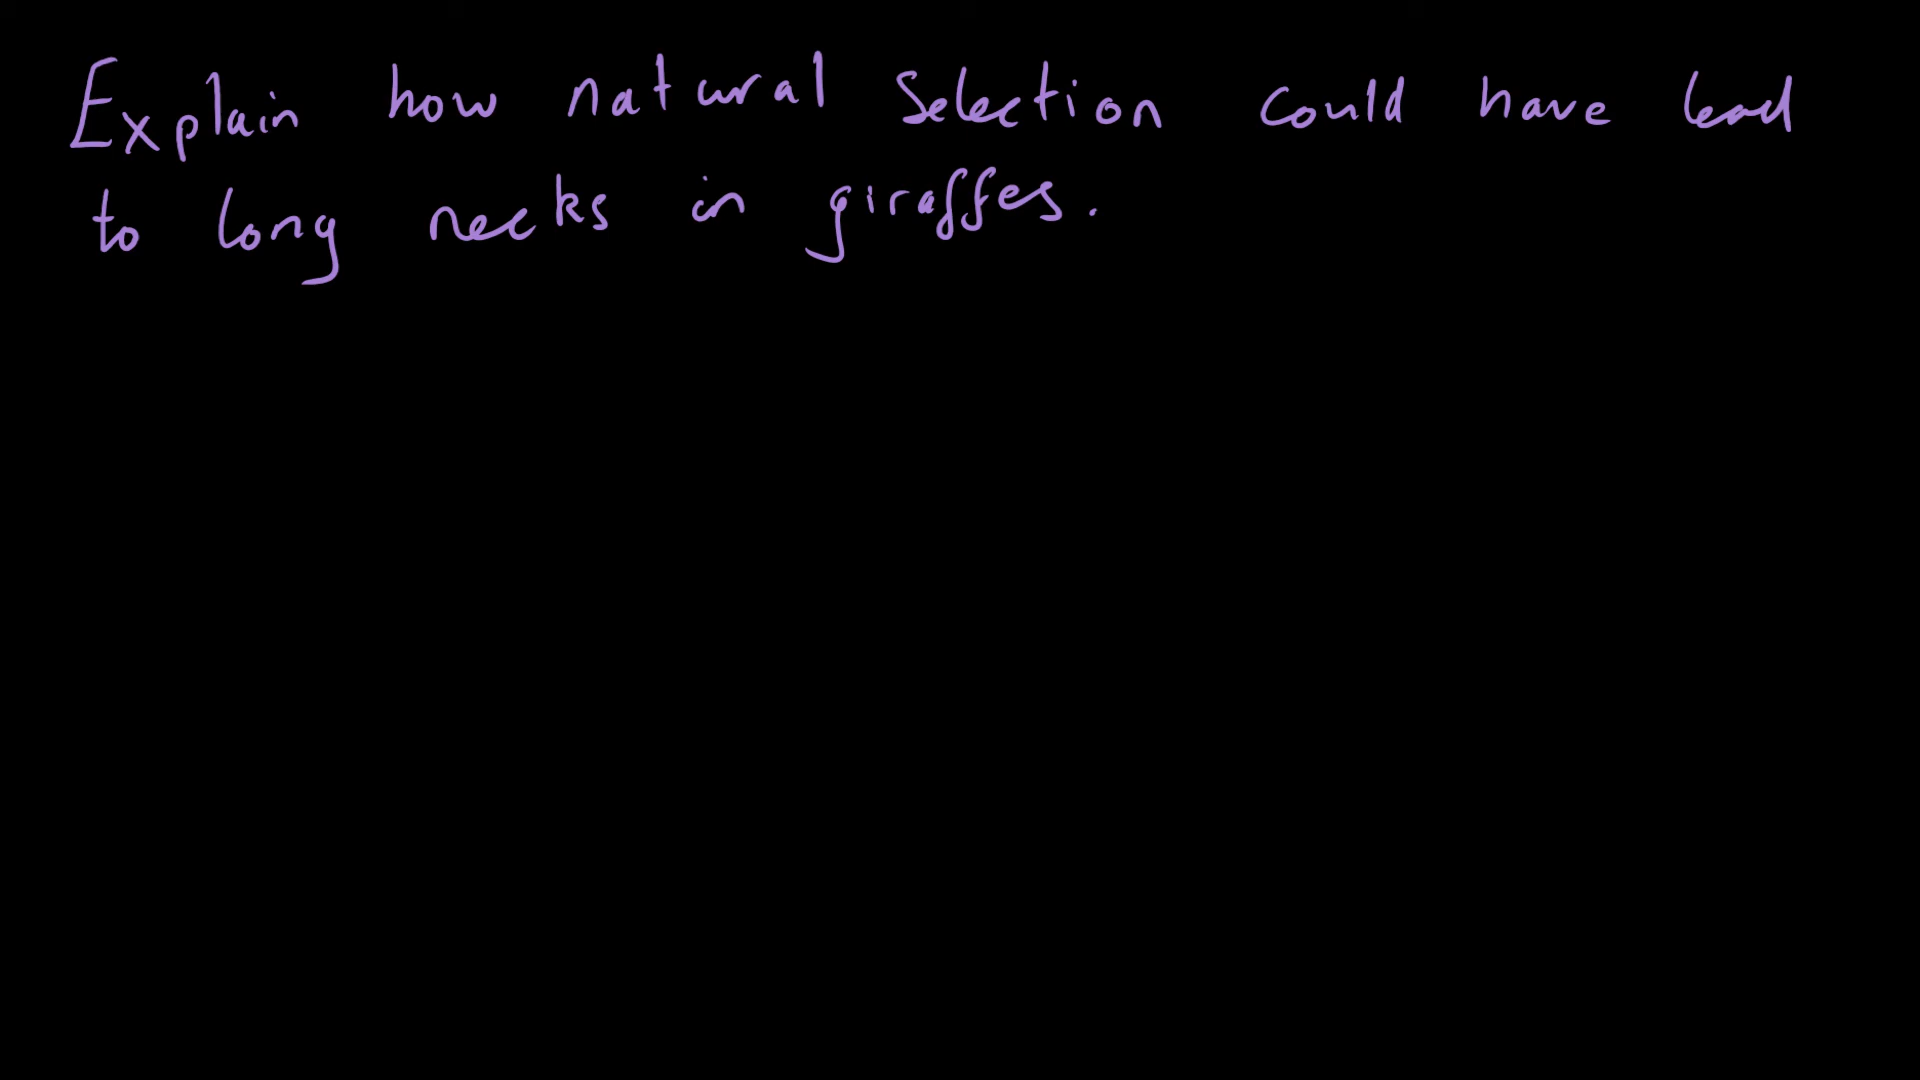 Explain how natural selection could have lead
to long necks in giraffes.